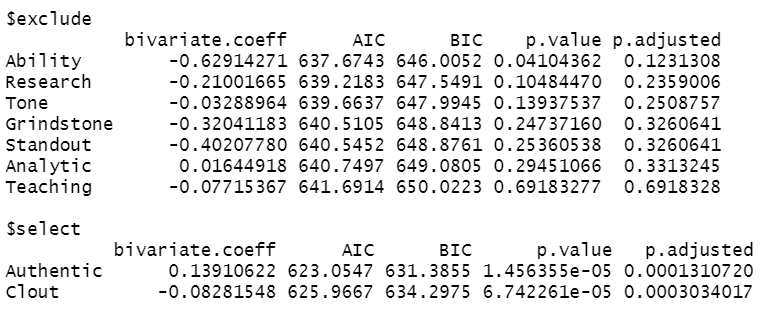 $exclude
bivariate.coeff AIC BIC p.value p.adjusted
Ability -0.62914271 637.6743 646.0052 0.04104362 0.1231308
Research -0.21001665 639.2183 647.5491 0.10484470 0.2359006
Tone -0.03288964 639.6637 647.9945 0.13937537 0.2508757
Grindstone -0.32041183 640.5105 648.8413 0.24737160 0.3260641
Standout -0.40207780 640.5452 648.8761 0.25360538 0.3260641
Analytic 0.01644918 640.7497 649.0805 0.29451066 0.3313245
Teaching -0.07715367 641.6914 650.0223 0.69183277 0.6918328
$select
bivariate.coeff AIC BIC p.value p.adjusted
Authentic 0.13910622 623.0547 631.3855 1.456355e-05 0.0001310720
Clout -0.08281548 625.9667 634.2975 6.742261e-05 0.0003034017